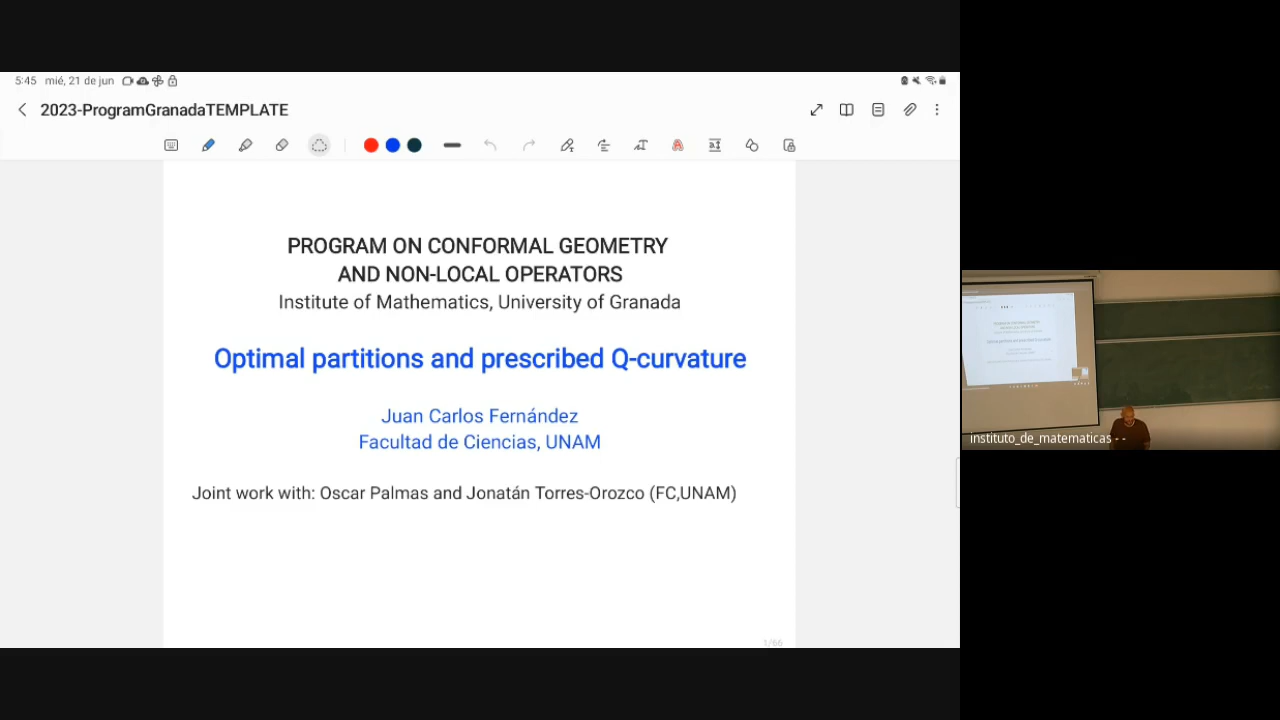 5:45 mié, 21 de jun
2023-ProgramGranadaTEMPLATE
PROGRAM ON CONFORMAL GEOMETRY
AND NON-LOCAL OPERATORS
Institute of Mathematics, University of Granada
Optimal partitions and prescribed Q-curvature
Juan Carlos Fernández
Facultad de Ciencias, UNAM
Joint work with: Oscar Palmas and Jonatán Torres-Orozco (FC,UNAM)
1/66
instituto_de_matematicas - -